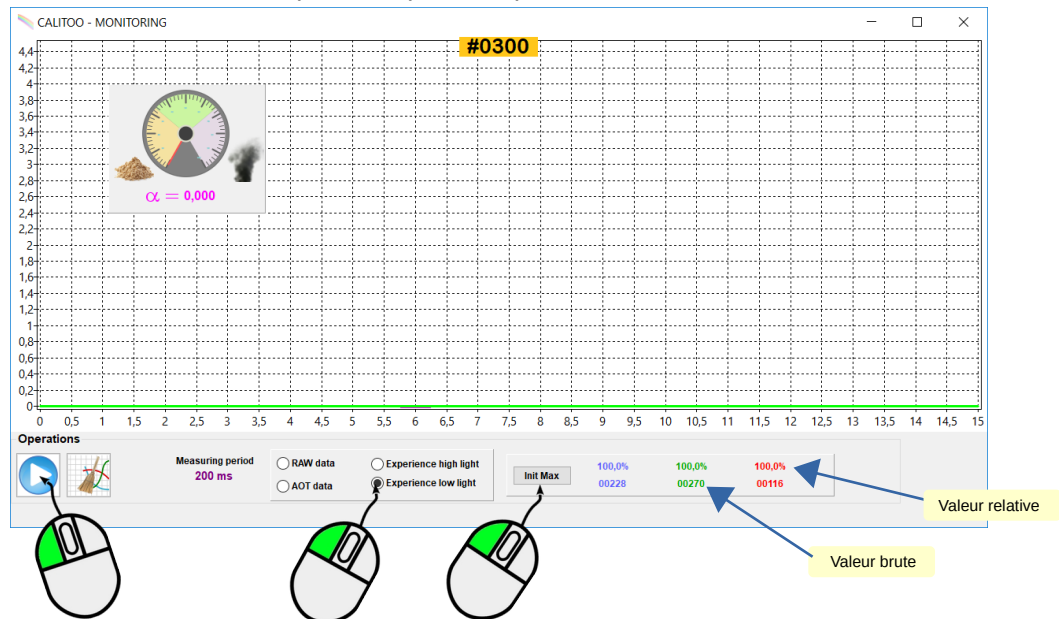 CALITOO - MONITORING
#0300
4,4
4,2
4
3,8
3,6
3,4
3,2
3
2,8
2,6
2,4
2,2
2
1,8
1,6
1,4
1,2
1
0,8
0,6
0,4
0,2
0
α = 0,000
0 0,5 1 1,5 2 2,5 3 3,5 4 4,5 5 5,5 6 6,5 7 7,5 8 8,5 9 9,5 10 10,5 11 11,5 12 12,5 13 13,5 14 14,5 15
Operations
Measuring period
200 ms
RAW data
Experience high light
AOT data
Experience low light
Init Max
100,0% 100,0% 100,0%
00228 00270 00116
Valeur relative
Valeur brute